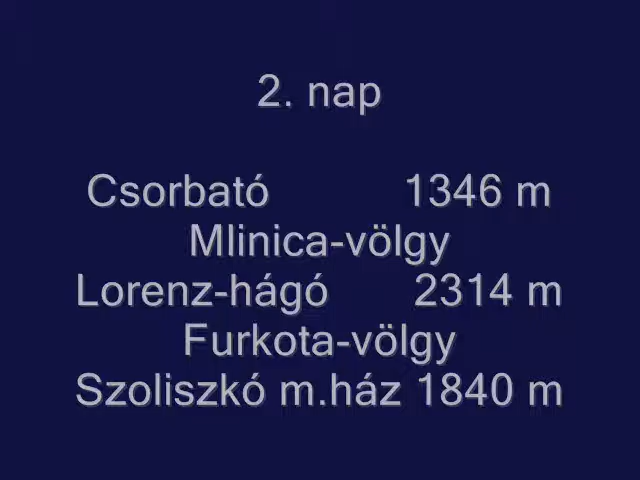 2. nap
Csorbató 1346 m
Mlinica-völgy
Lorenz-hágó 2314 m
Furkota-völgy
Szoliszkó m.ház 1840 m